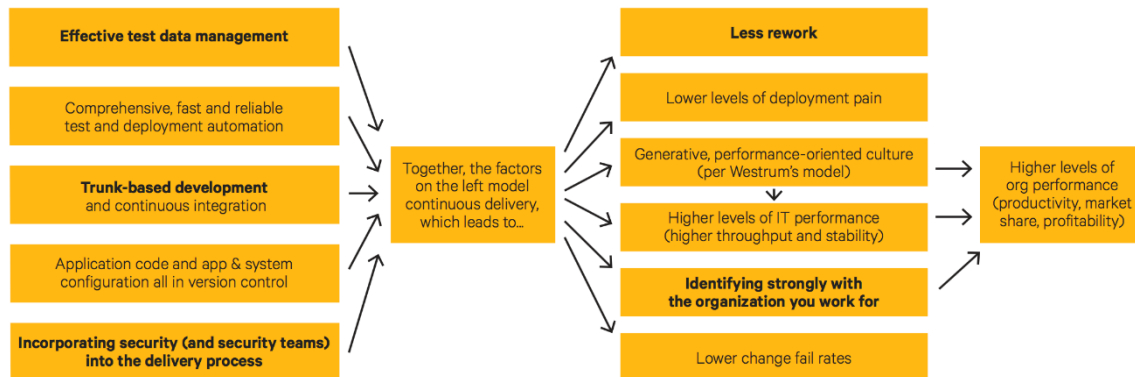 Effective test data management
Comprehensive, fast and reliable
test and deployment automation
Trunk-based development
and continuous integration
Application code and app & system
configuration all in version control
Incorporating security (and security teams)
into the delivery process
Together, the factors
on the left model
continuous delivery,
which leads to…
Less rework
Lower levels of deployment pain
Generative, performance-oriented culture
(per Westrum's model)
Higher levels of IT performance
(higher throughput and stability)
Identifying strongly with
the organization you work for
Lower change fail rates
Higher levels of
org performance
(productivity, market
share, profitability)